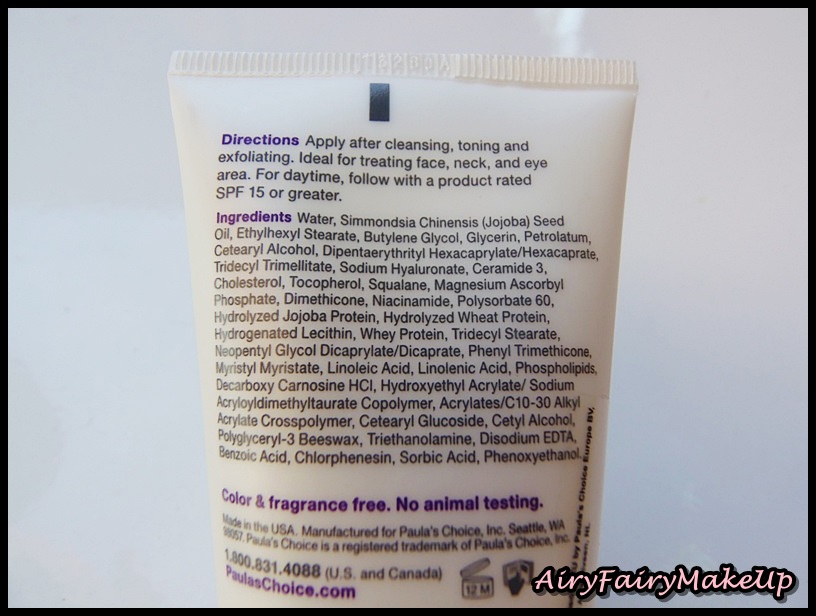 Directions Apply after cleansing, toning and
exfoliating. Ideal for treating face, neck, and eye
area. For daytime, follow with a product rated
SPF 15 or greater.
Ingredients Water, Simmondsia Chinensis (Jojoba) Seed
Oil, Ethylhexyl Stearate, Butylene Glycol, Glycerin, Petrolatum,
Cetearyl Alcohol, Dipentaerythrityl Hexacaprylate/Hexacaprate,
Tridecyl Trimellitate, Sodium Hyaluronate, Ceramide 3,
Cholesterol, Tocopherol, Squalane, Magnesium Ascorbyl
Phosphate, Dimethicone, Niacinamide, Polysorbate 60,
Hydrolyzed Jojoba Protein, Hydrolyzed Wheat Protein,
Hydrogenated Lecithin, Whey Protein, Tridecyl Stearate,
Neopentyl Glycol Dicaprylate/Dicaprate, Phenyl Trimethicone,
Myristyl Myristate, Linoleic Acid, Linolenic Acid, Phospholipids,
Decarboxy Carnosine HCl, Hydroxyethyl Acrylate/ Sodium
Acryloyldimethyltaurate Copolymer, Acrylates/C10-30 Alkyl
Acrylate Crosspolymer, Cetearyl Glucoside, Cetyl Alcohol,
Polyglyceryl-3 Beeswax, Triethanolamine, Disodium EDTA,
Benzoic Acid, Chlorphenesin, Sorbic Acid, Phenoxyethanol.
Color & fragrance free. No animal testing.
Made in the USA. Manufactured for Paula's Choice, Inc. Seattle, WA
98057. Paula's Choice is a registered trademark of Paula's Choice, Inc.
1.800.831.4088 (U.S. and Canada)
PaulasChoice.com
12 M
by Paula's Choice Europe BV,
AiryFairyMakeUp